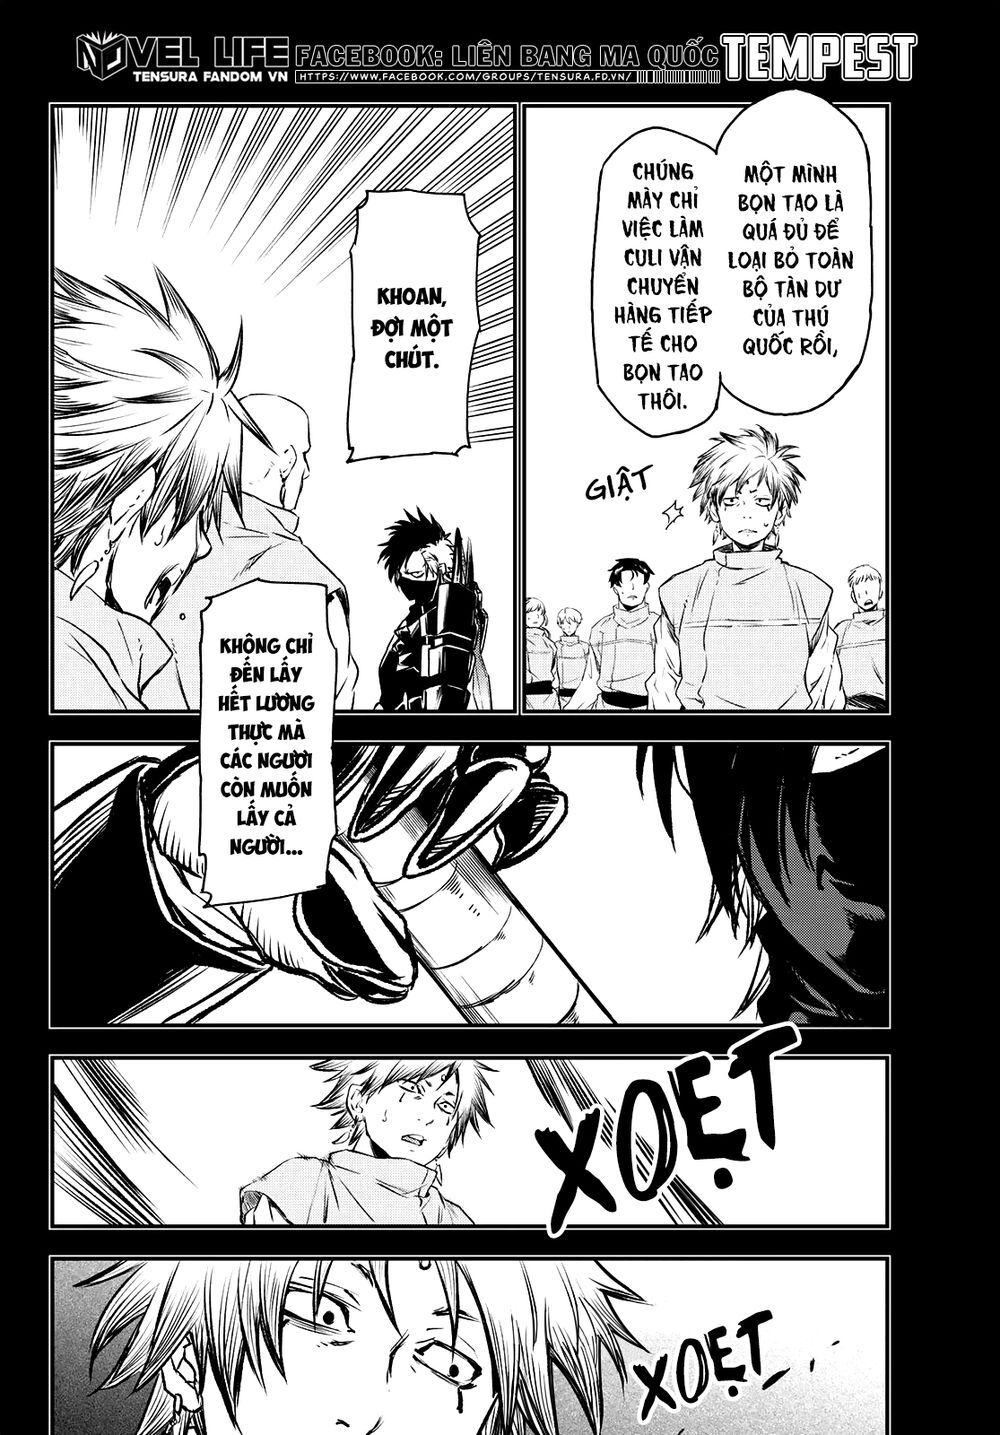 NOVEL LIFE
TENSURA FANDOM VN
FACEBOOK: LIÊN BANG MA QUỐC
HTTPS://WWW.FACEBOOK.COM/GROUPS/TENSURA.FD.VN/
TEMPEST
MỘT MÌNH
BỌN TAO LÀ
QUÁ ĐỦ ĐỂ
LOẠI BỎ TOÀN
BỘ TÀN DƯ
CỦA THÚ
QUỐC RỒI,
CHÚNG
MÀY CHỈ
VIỆC LÀM
CULI VẬN
CHUYỂN
HÀNG TIẾP
TẾ CHO
BỌN TAO
THÔI.
GIẬT
KHOAN,
ĐỢI MỘT
CHÚT.
KHÔNG CHỈ
ĐẾN LẤY
HẾT LƯƠNG
THỰC MÀ
CÁC NGƯƠI
CÒN MUỐN
LẤY CẢ
NGƯỜI...
XOẸT
XOẸT